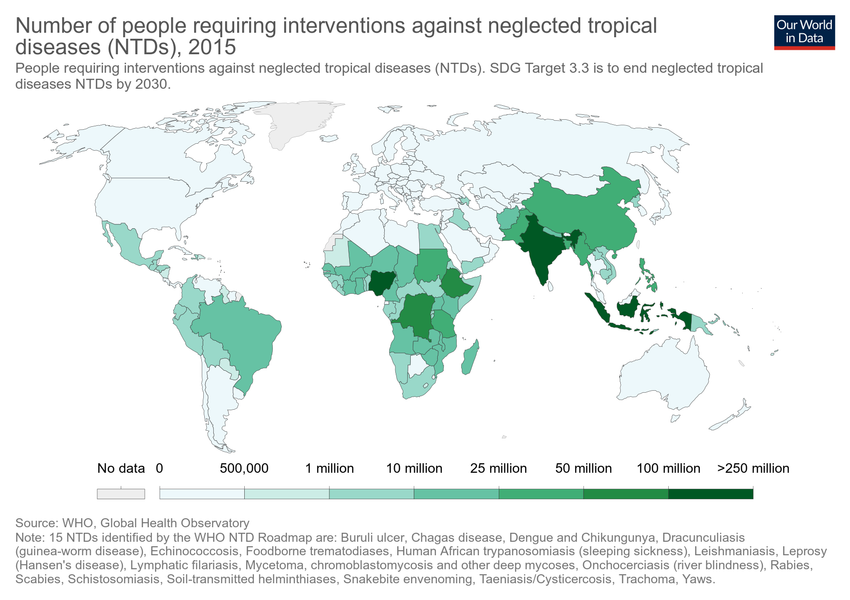 Number of people requiring interventions against neglected tropical
diseases (NTDs), 2015
Our World
in Data
People requiring interventions against neglected tropical diseases (NTDs). SDG Target 3.3 is to end neglected tropical
diseases NTDs by 2030.
No data 0 500,000 1 million 10 million 25 million 50 million 100 million >250 million
Source: WHO, Global Health Observatory
Note: 15 NTDs identified by the WHO NTD Roadmap are: Buruli ulcer, Chagas disease, Dengue and Chikungunya, Dracunculiasis
(guinea-worm disease), Echinococcosis, Foodborne trematodiases, Human African trypanosomiasis (sleeping sickness), Leishmaniasis, Leprosy
(Hansen's disease), Lymphatic filariasis, Mycetoma, chromoblastomycosis and other deep mycoses, Onchocerciasis (river blindness), Rabies,
Scabies, Schistosomiasis, Soil-transmitted helminthiases, Snakebite envenoming, Taeniasis/Cysticercosis, Trachoma, Yaws.